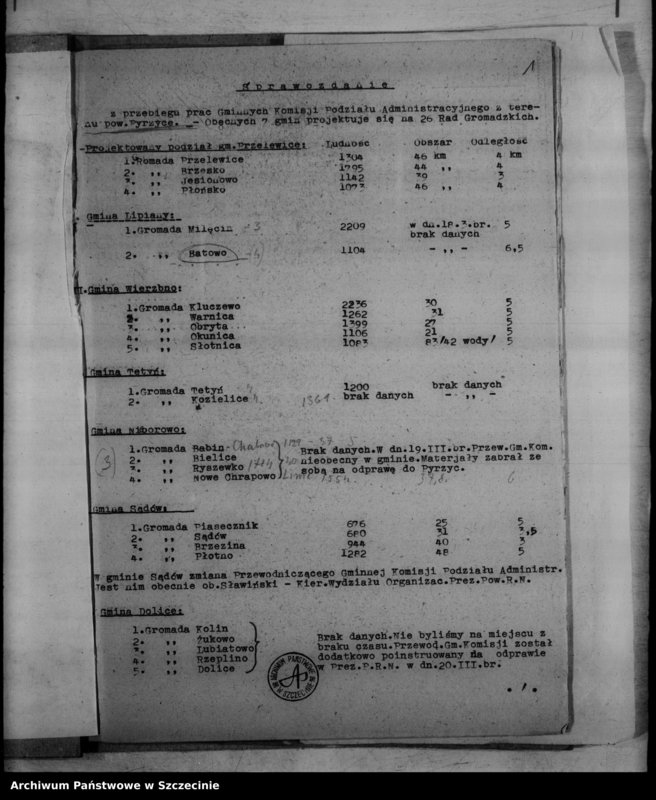 1
Sprawozdanie
z przebiegu prac Gminnych Komisji Podziału Administracyjnego z tere-
nu pow.Pyrzyce. - Obecnych 7 gmin projektuje się na 26 Rad Gromadzkich.
Projektowany podział gm.Przelewice: Ludność Obszar Odległość
1.Gromada Przelewice 1304 46 km 4 km
2. ,, Brzesko 1795 44 ,, 4
3. ,, Jesionowo 1142 39 3
4. ,, Płońsko 1073 46 ,, 4
Gmina Lipiany:
1.Gromada Milęcin 3 2209 w dn.18.3.br. 5
brak danych
2. ,, Batowo 1104 - ,, - 6,5
Gmina Wierzbno:
1.Gromada Kluczewo 2236 30 5
2. ,, Warnica 1262 31 5
3. ,, Obryta 1399 27 5
4. ,, Okunica 1106 21 5
5. ,, Słotnica 1083 83/42 wody/ 5
Gmina Tetyń:
1.Gromada Tetyń 1200 brak danych
2. ,, Kozielice 1361 brak danych - ,, -
Gmina Niborowo:
1.Gromada Babin Brak danych.W dn.19.III.br.Przew.Gm.Kom.
2. ,, Bielice nieobecny w gminie.Materjały zabrał ze
3. ,, Ryszewko sobą na odprawę do Pyrzyc.
4. ,, Nowe Chrapowo 6
3
Gmina Sądów:
1.Gromada Piasecznik 676 25 5
2. ,, Sądów 680 31 3,5
3. ,, Brzezina 944 40 3
4. ,, Płotno 1282 48 5
W gminie Sądów zmiana Przewodniczącego Gminnej Komisji Podziału Administr.
Jest nim obecnie ob.Sławiński - Kier.Wydziału Organizac.Prez.Pow.R.N.
Gmina Dolice:
1.Gromada Kolin
2. ,, Żukowo Brak danych.Nie byliśmy na miejscu z
3. ,, Lubiatowo braku czasu.Przewod.Gm.Komisji został
4. ,, Rzeplino dodatkowo poinstruowany na odprawie
5. ,, Dolice w Prez.P.R.N. w dn.20.III.br.
. / .
ARCHIWUM PAŃSTWOWE W SZCZECINIE
Archiwum Państwowe w Szczecinie